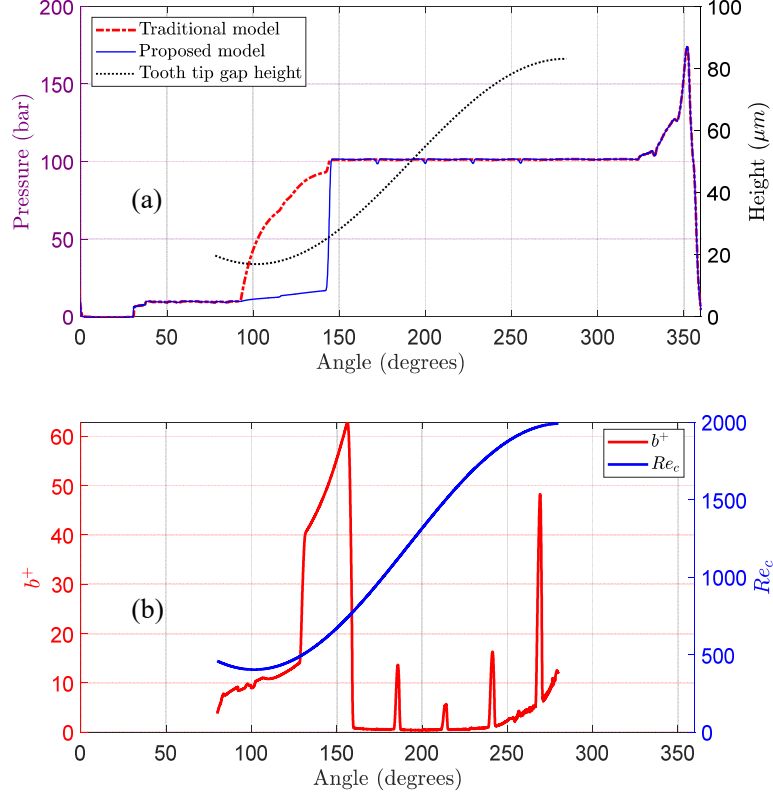 Traditional model
Proposed model
Tooth tip gap height
(a)
Pressure (bar)
200
150
100
50
0
Height (μm)
100
80
60
40
20
0
0 50 100 150 200 250 300 350
Angle (degrees)
b⁺
Re_c
(b)
b⁺
60
50
40
30
20
10
0
Re_c
2000
1500
1000
500
0
0 50 100 150 200 250 300 350
Angle (degrees)